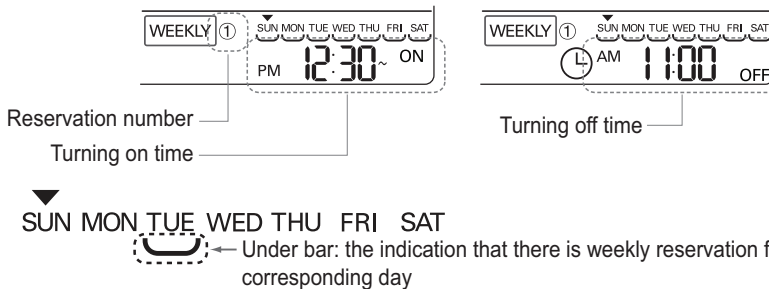 WEEKLY ① SUN MON TUE WED THU FRI SAT
PM 12:30~ ON
WEEKLY ① SUN MON TUE WED THU FRI SAT
AM 11:00 OFF
Reservation number
Turning on time
Turning off time
SUN MON TUE WED THU FRI SAT
Under bar: the indication that there is weekly reservation f
corresponding day